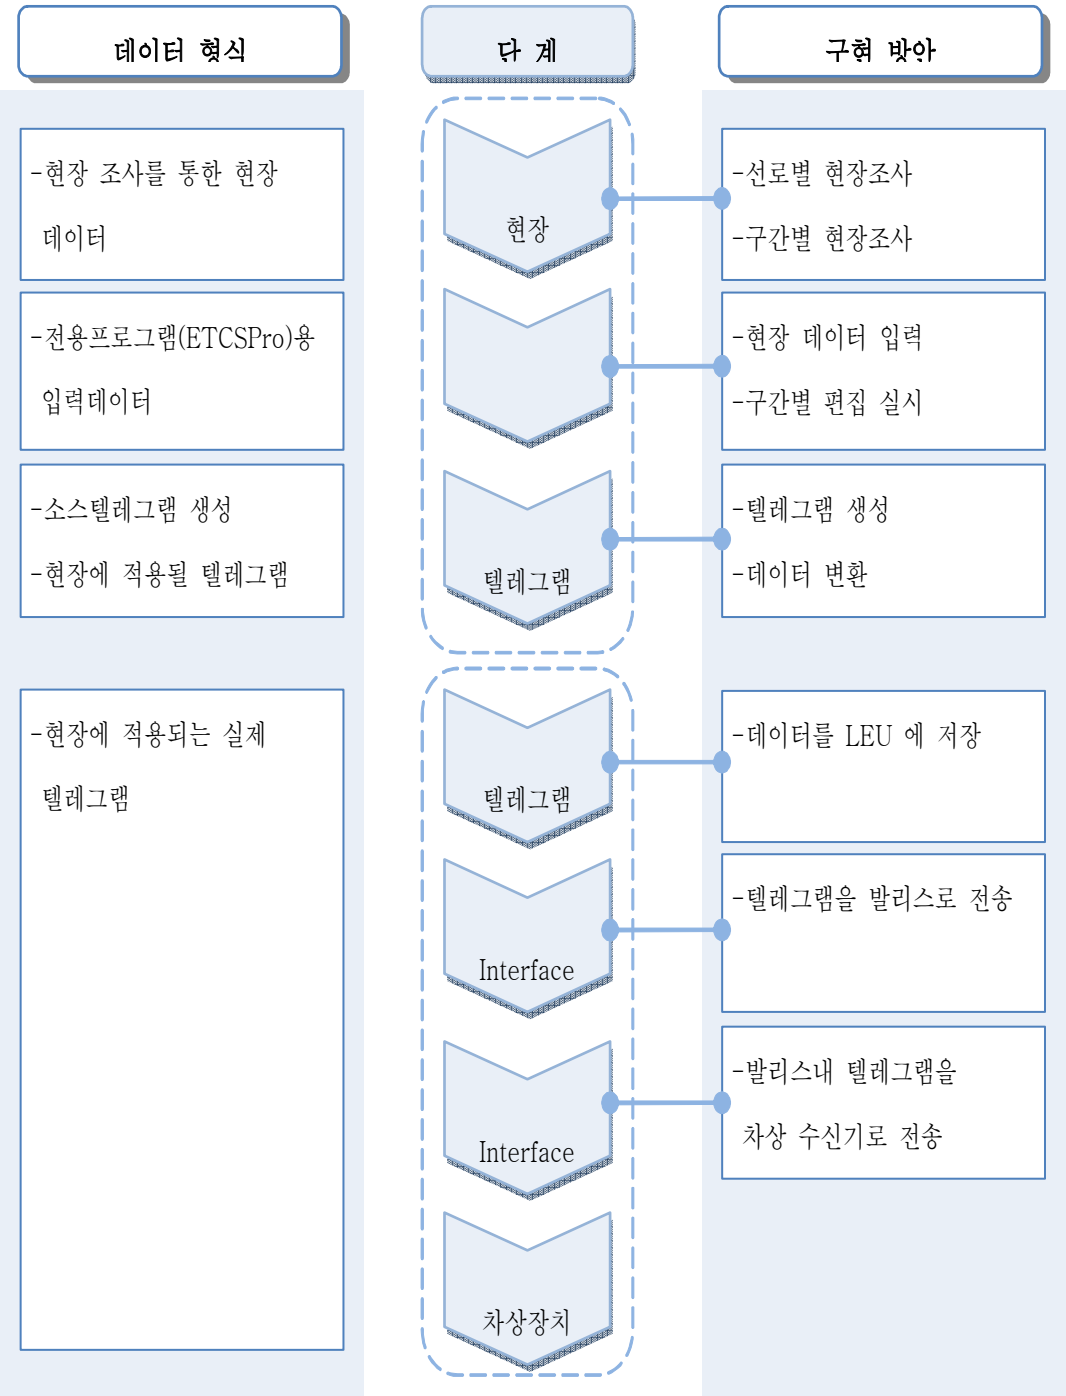 데이터 형식
단 계
구현 방안
-현장 조사를 통한 현장
데이터
현장
-선로별 현장조사
-구간별 현장조사
-전용프로그램(ETCSPro)용
입력데이터
-현장 데이터 입력
-구간별 편집 실시
-소스텔레그램 생성
-현장에 적용될 텔레그램
텔레그램
-텔레그램 생성
-데이터 변환
-현장에 적용되는 실제
텔레그램
텔레그램
-데이터를 LEU 에 저장
Interface
-텔레그램을 발리스로 전송
Interface
-발리스내 텔레그램을
차상 수신기로 전송
차상장치